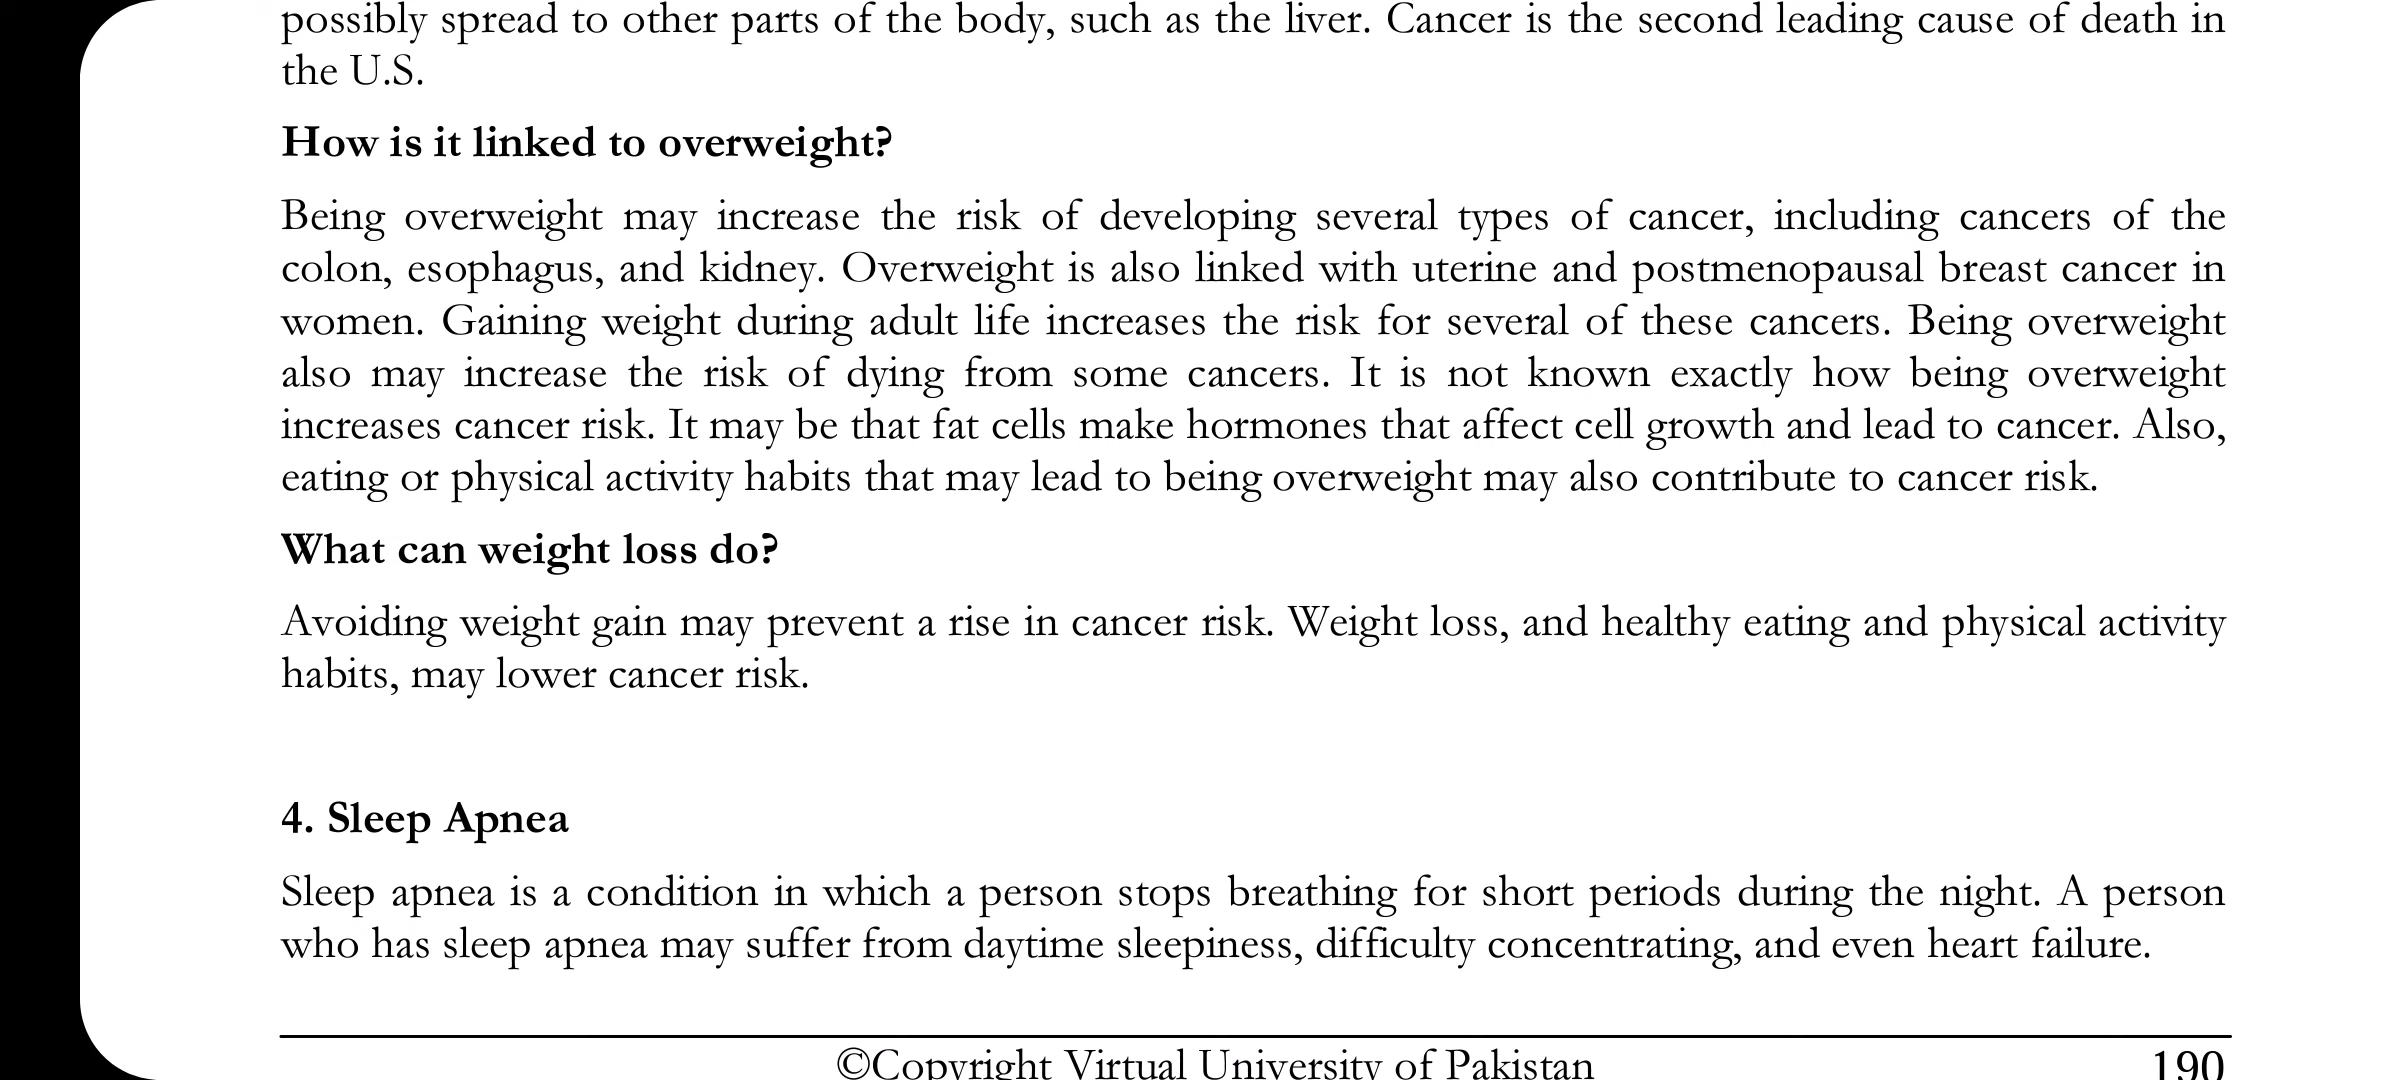 possibly spread to other parts of the body, such as the liver. Cancer is the second leading cause of death in
the U.S.
How is it linked to overweight?
Being overweight may increase the risk of developing several types of cancer, including cancers of the
colon, esophagus, and kidney. Overweight is also linked with uterine and postmenopausal breast cancer in
women. Gaining weight during adult life increases the risk for several of these cancers. Being overweight
also may increase the risk of dying from some cancers. It is not known exactly how being overweight
increases cancer risk. It may be that fat cells make hormones that affect cell growth and lead to cancer. Also,
eating or physical activity habits that may lead to being overweight may also contribute to cancer risk.
What can weight loss do?
Avoiding weight gain may prevent a rise in cancer risk. Weight loss, and healthy eating and physical activity
habits, may lower cancer risk.
4. Sleep Apnea
Sleep apnea is a condition in which a person stops breathing for short periods during the night. A person
who has sleep apnea may suffer from daytime sleepiness, difficulty concentrating, and even heart failure.
©Copyright Virtual University of Pakistan 190